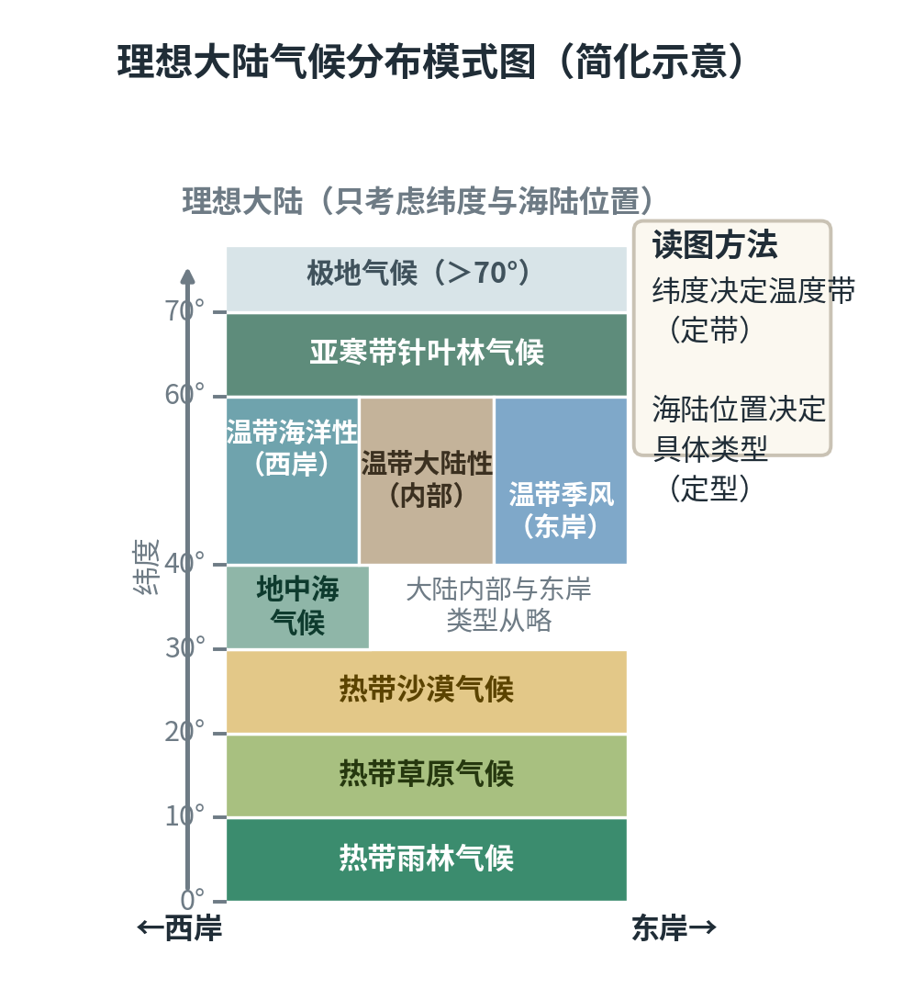 理想大陆气候分布模式图（简化示意）
理想大陆（只考虑纬度与海陆位置）
读图方法
纬度决定温度带
（定带）
海陆位置决定
具体类型
（定型）
极地气候（＞70°）
70°
亚寒带针叶林气候
60°
温带海洋性
（西岸）
温带大陆性
（内部）
温带季风
（东岸）
纬度
40°
地中海
气候
大陆内部与东岸
类型从略
30°
热带沙漠气候
20°
热带草原气候
10°
热带雨林气候
0°
←西岸
东岸→